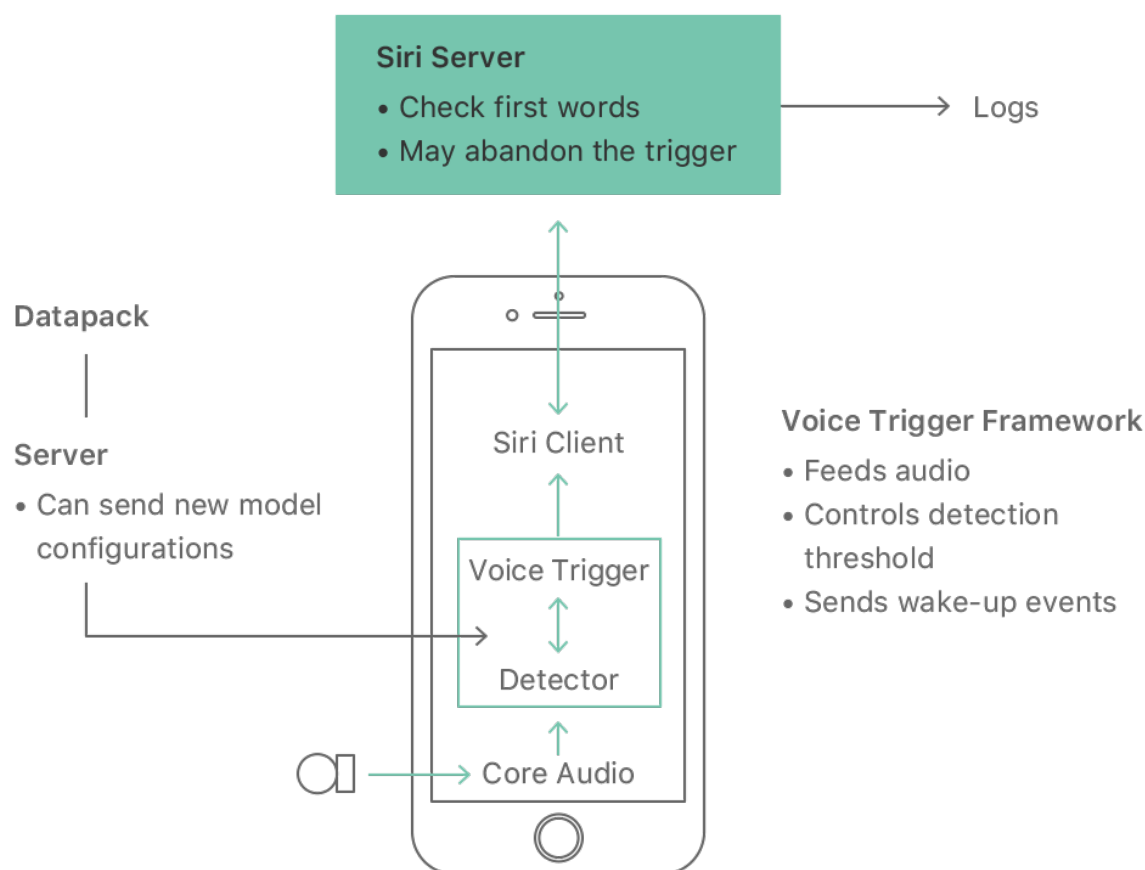 Siri Server
• Check first words
• May abandon the trigger
Logs
Datapack
Server
• Can send new model
configurations
Siri Client
Voice Trigger
Detector
Core Audio
Voice Trigger Framework
• Feeds audio
• Controls detection
threshold
• Sends wake-up events